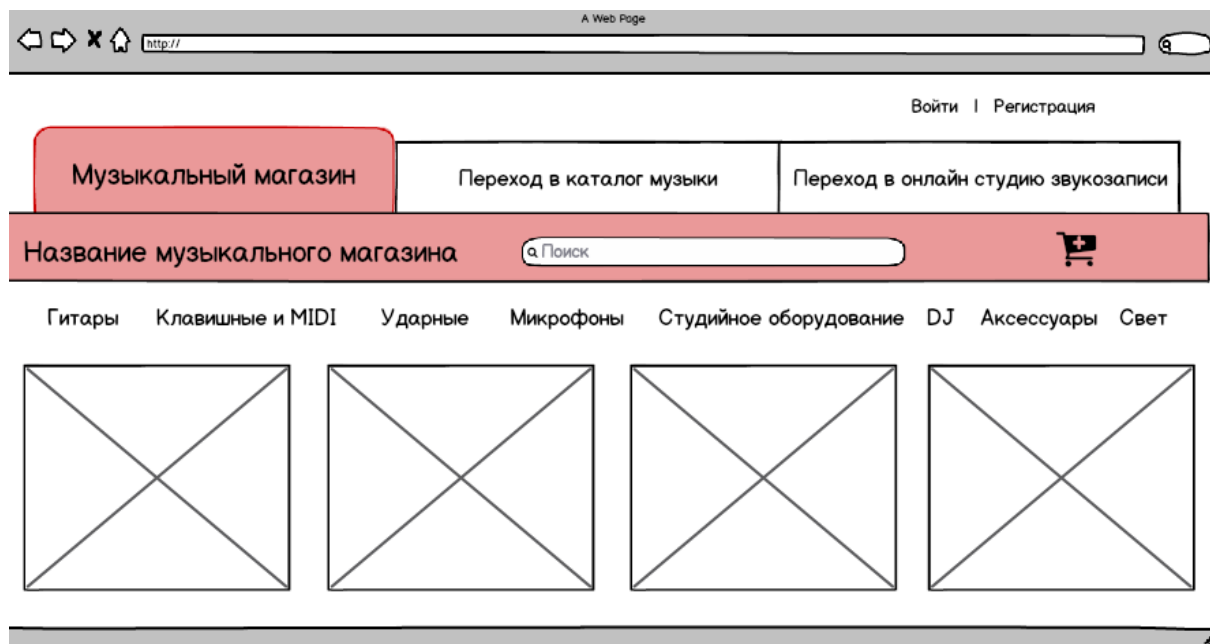 A Web Page
http://
Войти | Регистрация
Музыкальный магазин
Переход в каталог музыки
Переход в онлайн студию звукозаписи
Название музыкального магазина
Поиск
Гитары Клавишные и MIDI Ударные Микрофоны Студийное оборудование DJ Аксессуары Свет